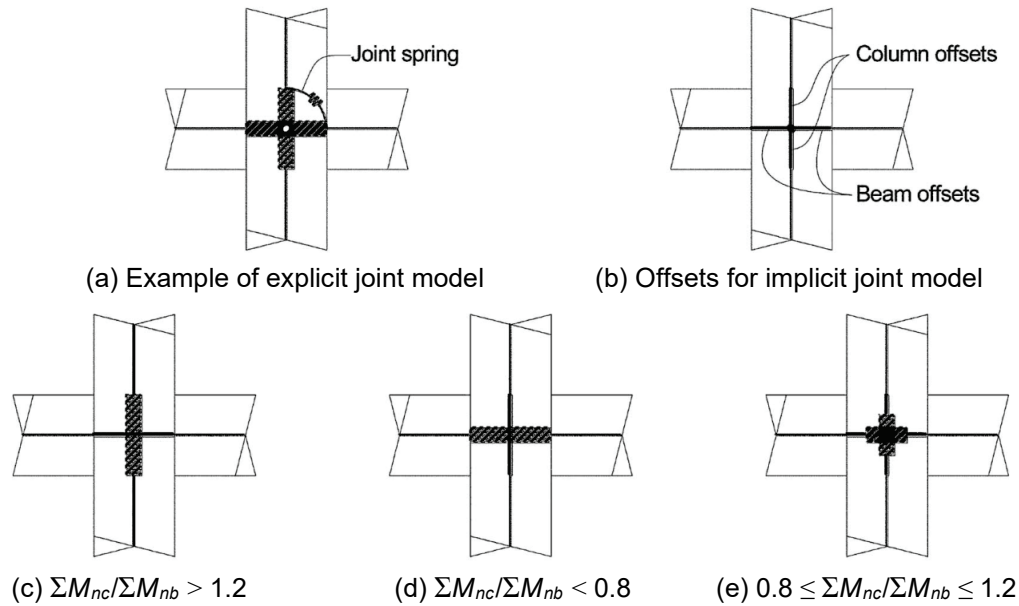 Joint spring
Column offsets
Beam offsets
(a) Example of explicit joint model
(b) Offsets for implicit joint model
(c) ΣMnc/ΣMnb > 1.2
(d) ΣMnc/ΣMnb < 0.8
(e) 0.8 ≤ ΣMnc/ΣMnb ≤ 1.2